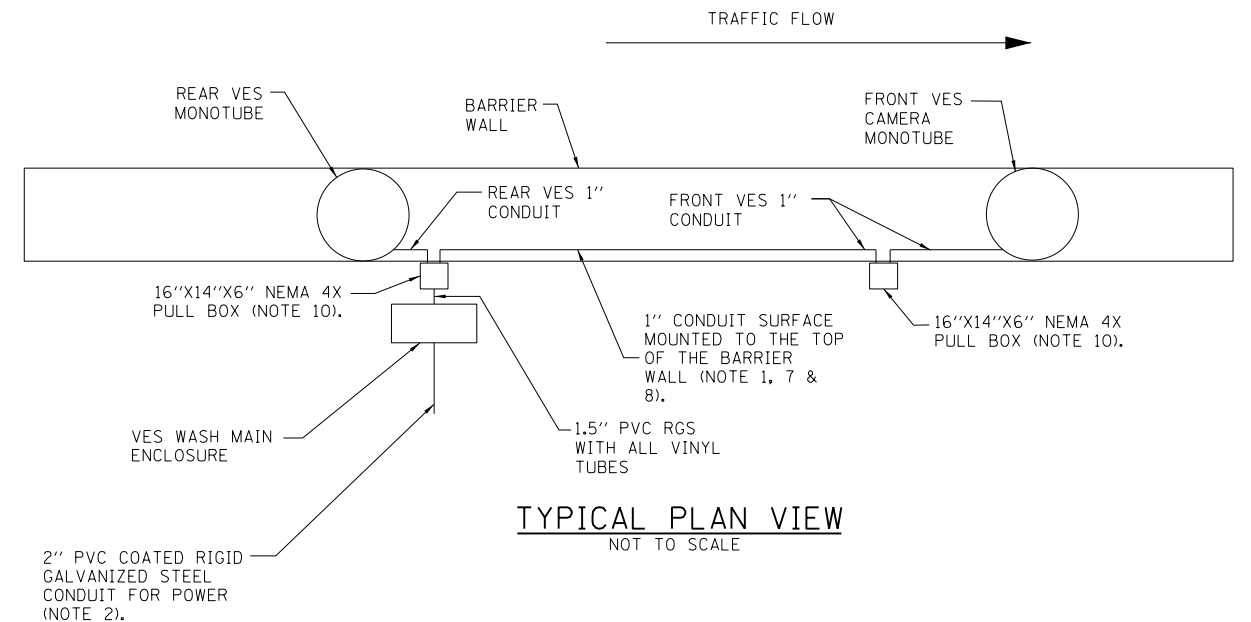 TRAFFIC FLOW
REAR VES
MONOTUBE
BARRIER
WALL
FRONT VES
CAMERA
MONOTUBE
REAR VES 1''
CONDUIT
FRONT VES 1''
CONDUIT
16''X14''X6'' NEMA 4X
PULL BOX (NOTE 10).
1'' CONDUIT SURFACE
MOUNTED TO THE TOP
OF THE BARRIER
WALL (NOTE 1, 7 &
8).
16''X14''X6'' NEMA 4X
PULL BOX (NOTE 10).
VES WASH MAIN
ENCLOSURE
1.5'' PVC RGS
WITH ALL VINYL
TUBES
TYPICAL PLAN VIEW
NOT TO SCALE
2'' PVC COATED RIGID
GALVANIZED STEEL
CONDUIT FOR POWER
(NOTE 2).